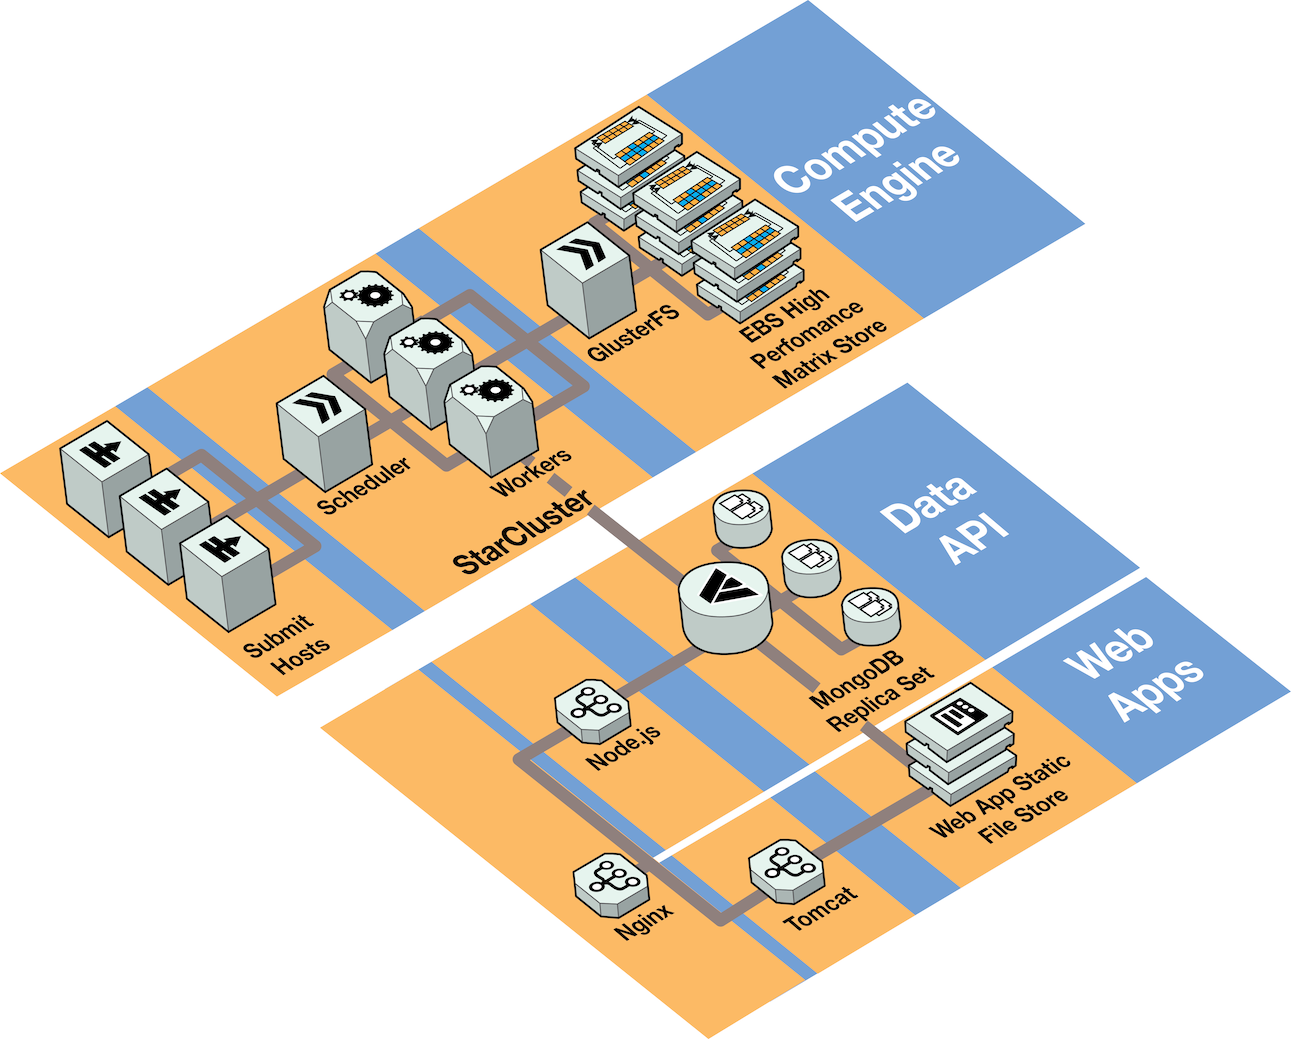 Compute
Engine
EBS High
Perfomance
Matrix Store
GlusterFS
Workers
Scheduler
StarCluster
Submit
Hosts
Data
API
MongoDB
Replica Set
Node.js
Web
Apps
Web App Static
File Store
Tomcat
Nginx